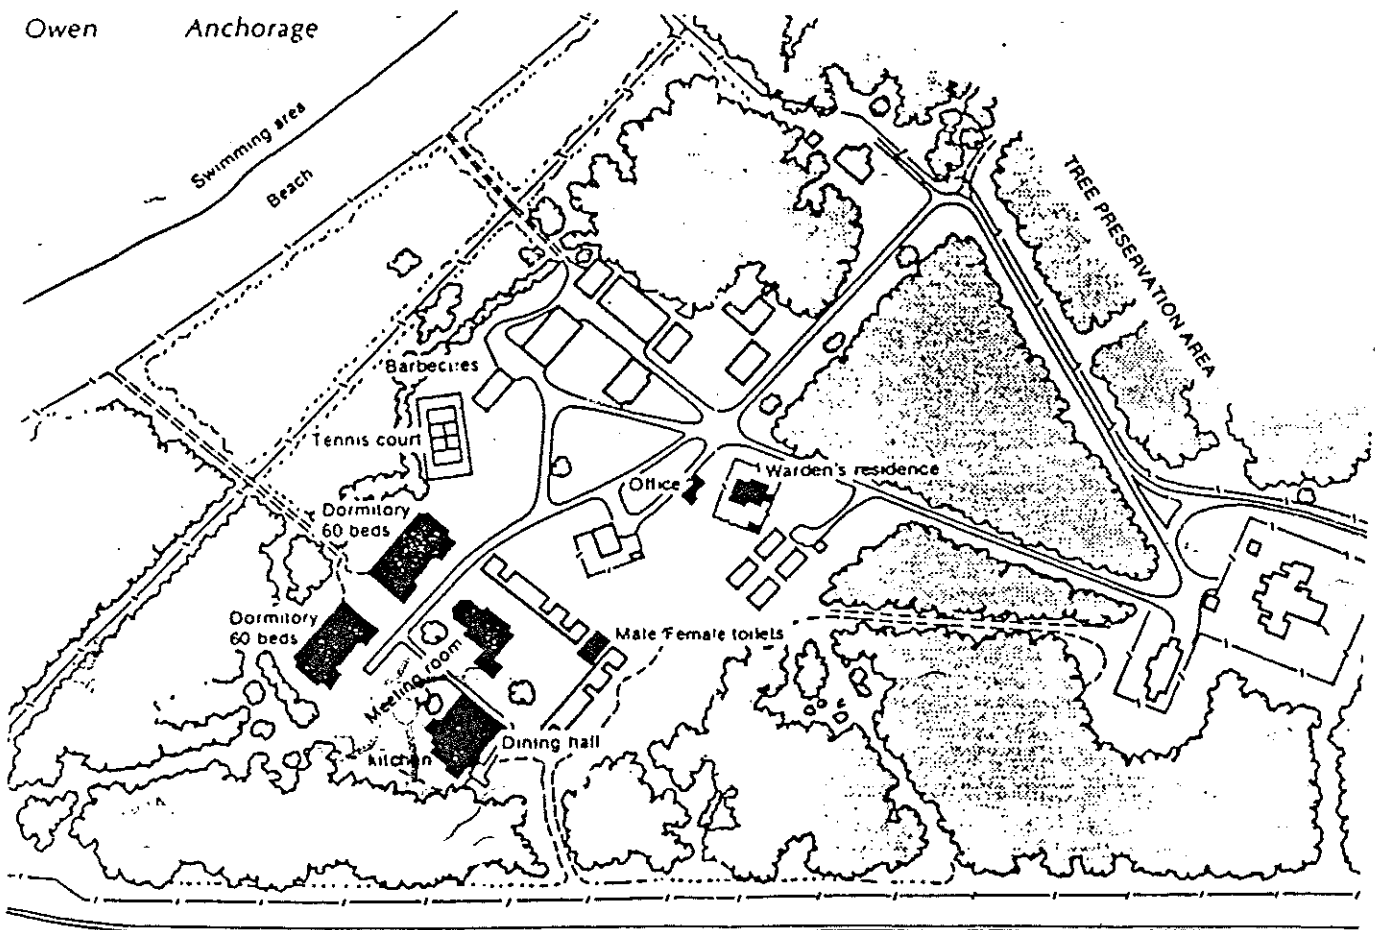 Owen Anchorage
Swimming area
Beach
TREE PRESERVATION AREA
Barbecues
Tennis court
Warden's residence
Office
Dormitory
60 beds
Dormitory
60 beds
Male Female toilets
Meeting room
Dining hall
kitchen